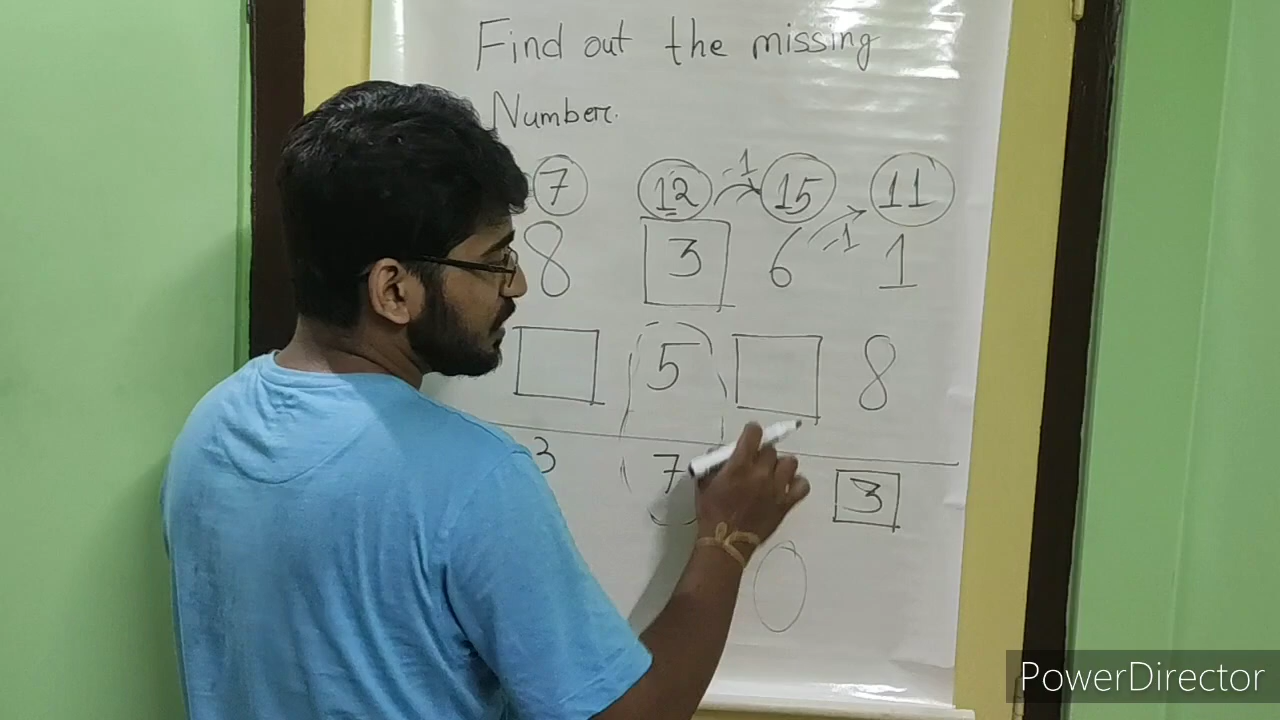 Find out the missing
Number.
7 12 -1 15 11
8 3 6 -1 1
5 8
3 7 3
PowerDirector